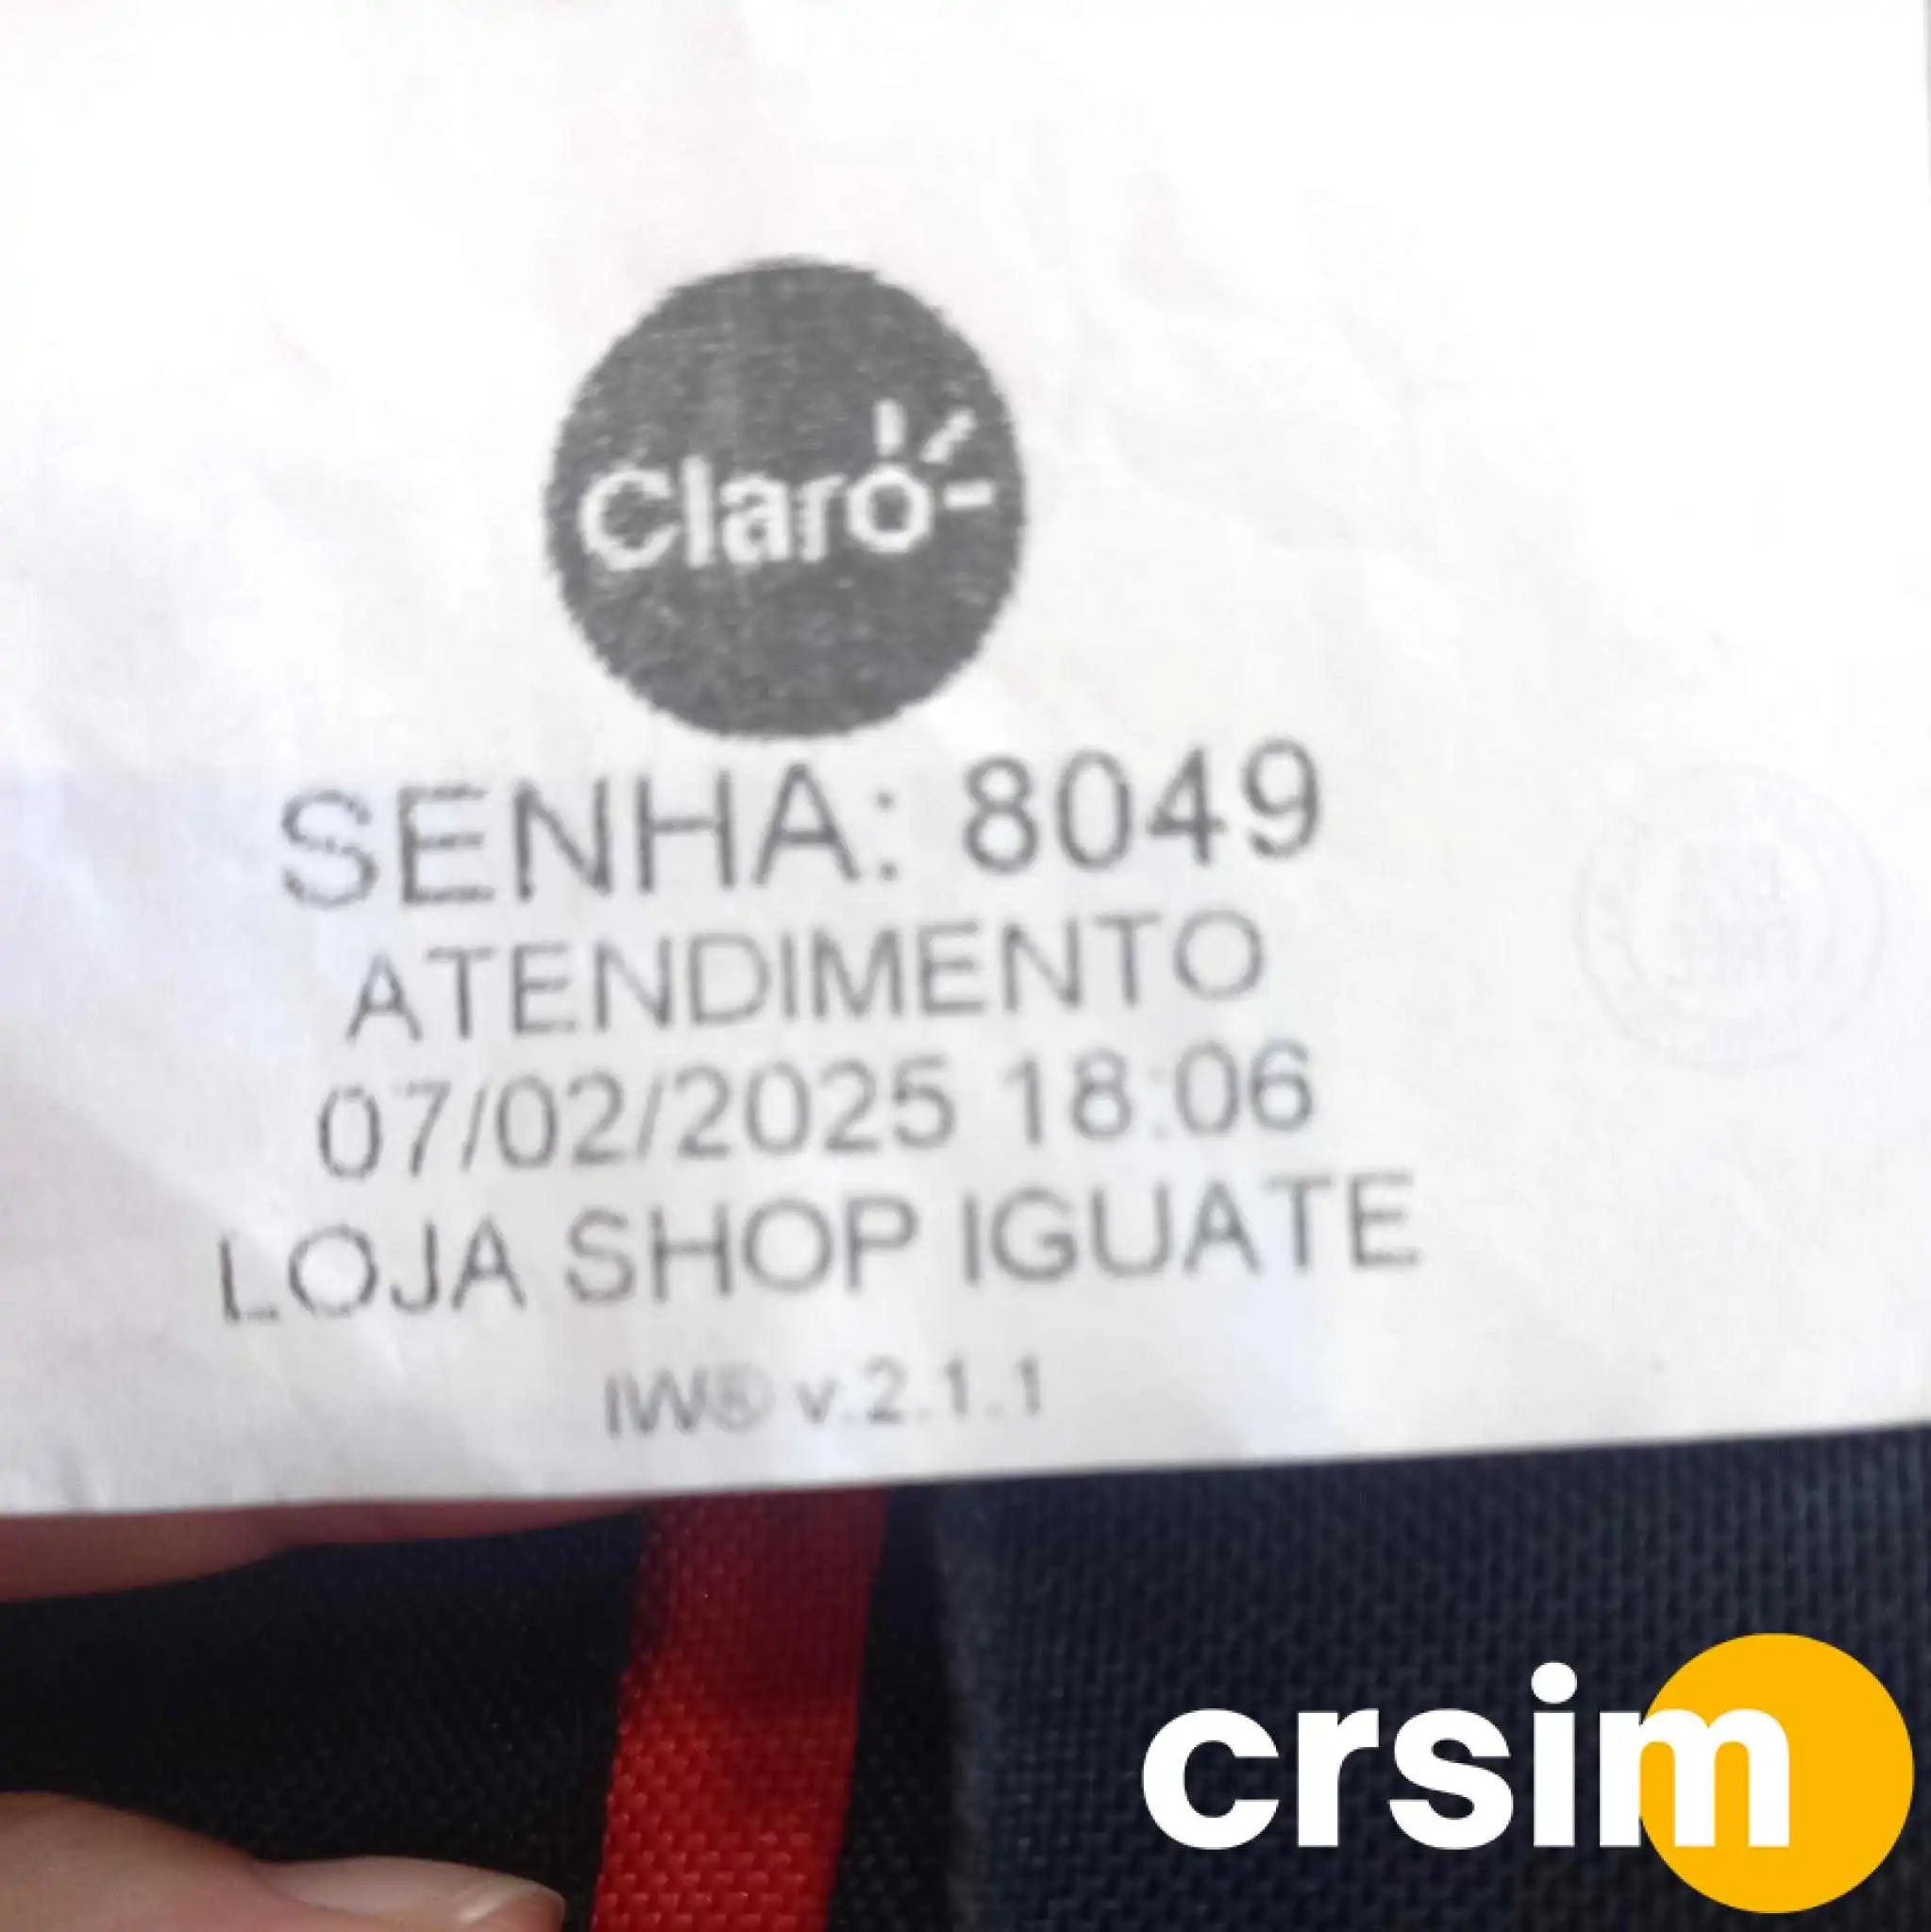 Claro
SENHA: 8049
ATENDIMENTO
07/02/2025 18:06
LOJA SHOP IGUATE
IW® v.2.1.1
crsim